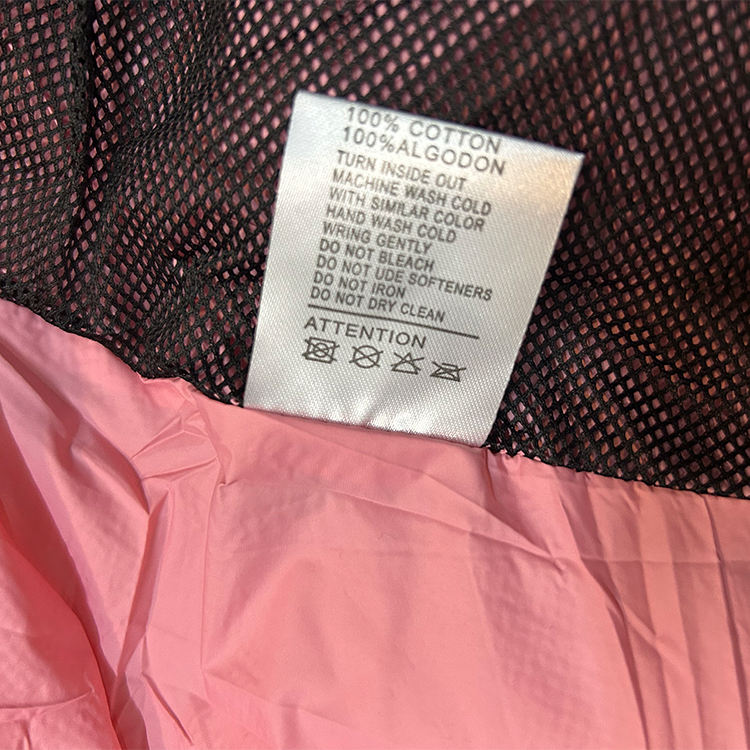 100% COTTON
100%ALGODON
TURN INSIDE OUT
MACHINE WASH COLD
WITH SIMILAR COLOR
HAND WASH COLD
WRING GENTLY
DO NOT BLEACH
DO NOT UDE SOFTENERS
DO NOT IRON
DO NOT DRY CLEAN
ATTENTION